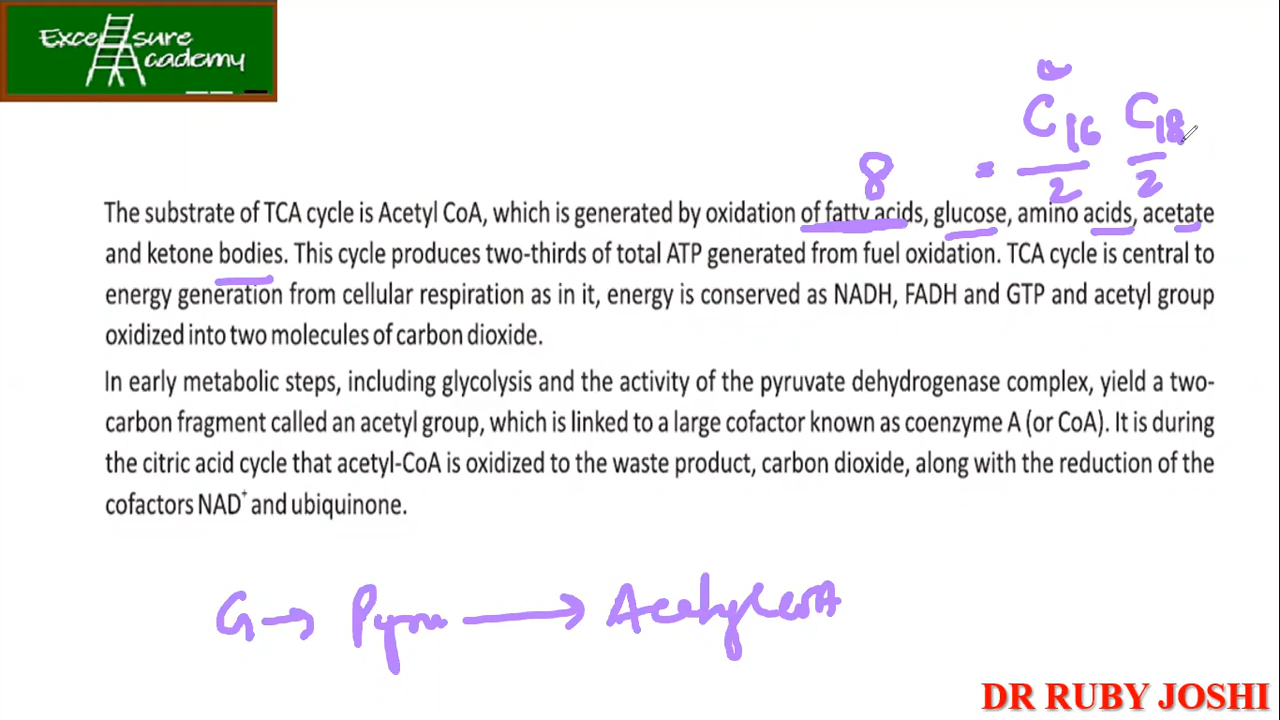 Excel sure
Academy
C16 C18
8 = 2 2
The substrate of TCA cycle is Acetyl CoA, which is generated by oxidation of fatty acids, glucose, amino acids, acetate
and ketone bodies. This cycle produces two-thirds of total ATP generated from fuel oxidation. TCA cycle is central to
energy generation from cellular respiration as in it, energy is conserved as NADH, FADH and GTP and acetyl group
oxidized into two molecules of carbon dioxide.
In early metabolic steps, including glycolysis and the activity of the pyruvate dehydrogenase complex, yield a two-
carbon fragment called an acetyl group, which is linked to a large cofactor known as coenzyme A (or CoA). It is during
the citric acid cycle that acetyl-CoA is oxidized to the waste product, carbon dioxide, along with the reduction of the
cofactors NAD⁺ and ubiquinone.
G → Pyru → Acetyl coA
DR RUBY JOSHI